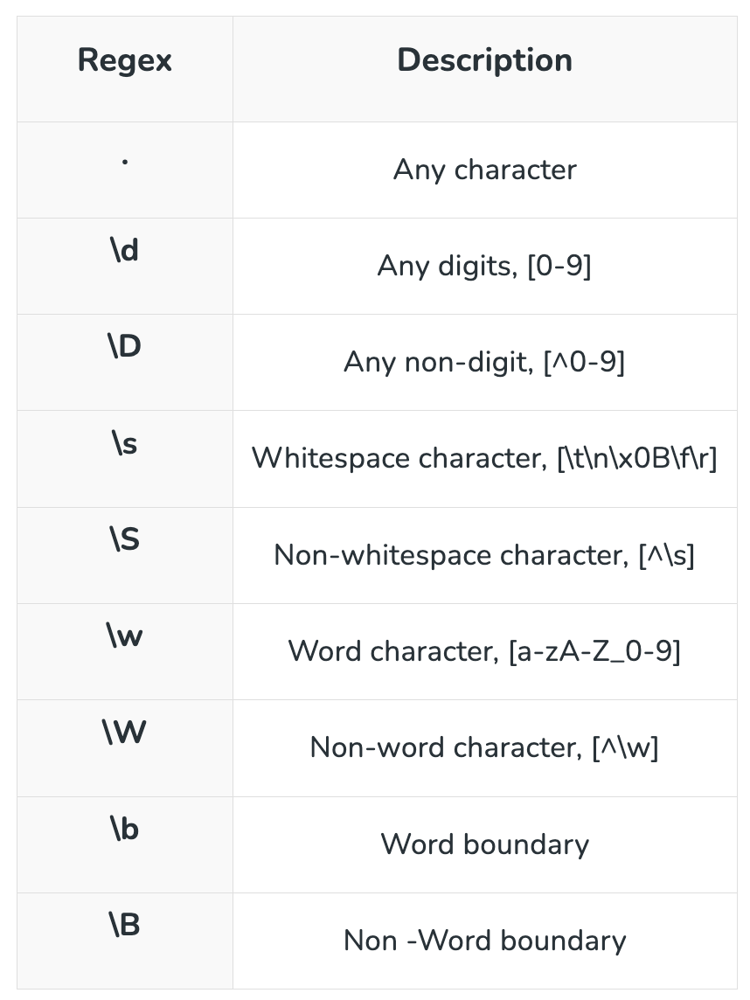 Regex Description
. Any character
\d Any digits, [0-9]
\D Any non-digit, [^0-9]
\s Whitespace character, [\t\n\x0B\f\r]
\S Non-whitespace character, [^\s]
\w Word character, [a-zA-Z_0-9]
\W Non-word character, [^\w]
\b Word boundary
\B Non -Word boundary